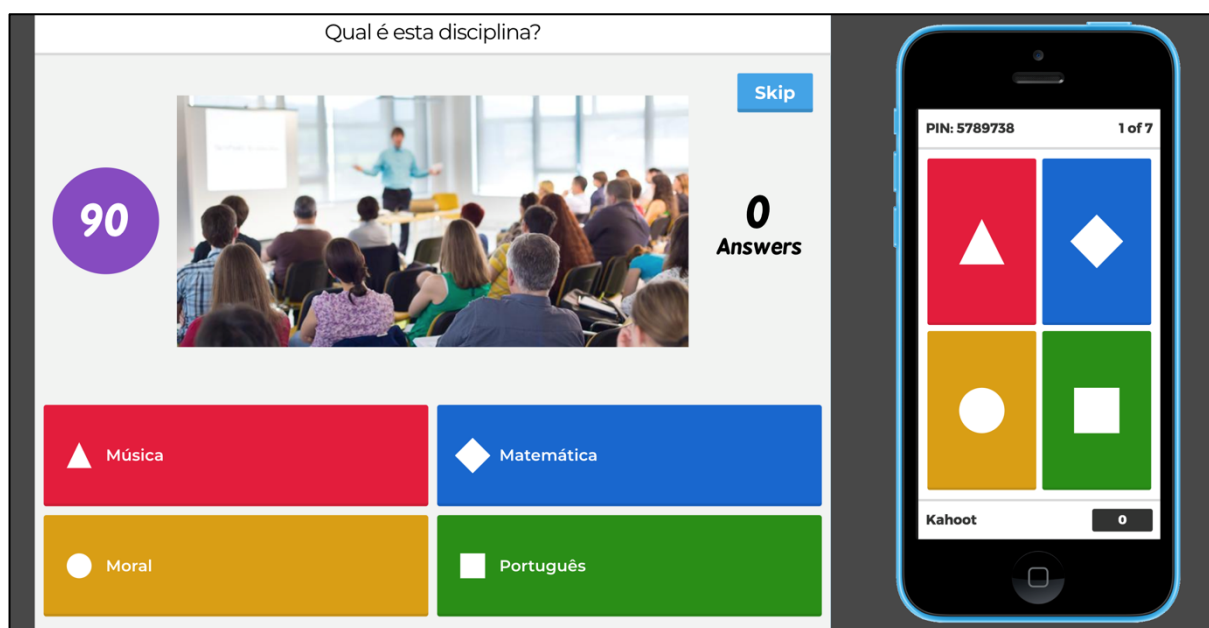 Qual é esta disciplina?
Skip
90
0
Answers
Música
Matemática
Moral
Português
PIN: 5789738
1 of 7
Kahoot
0